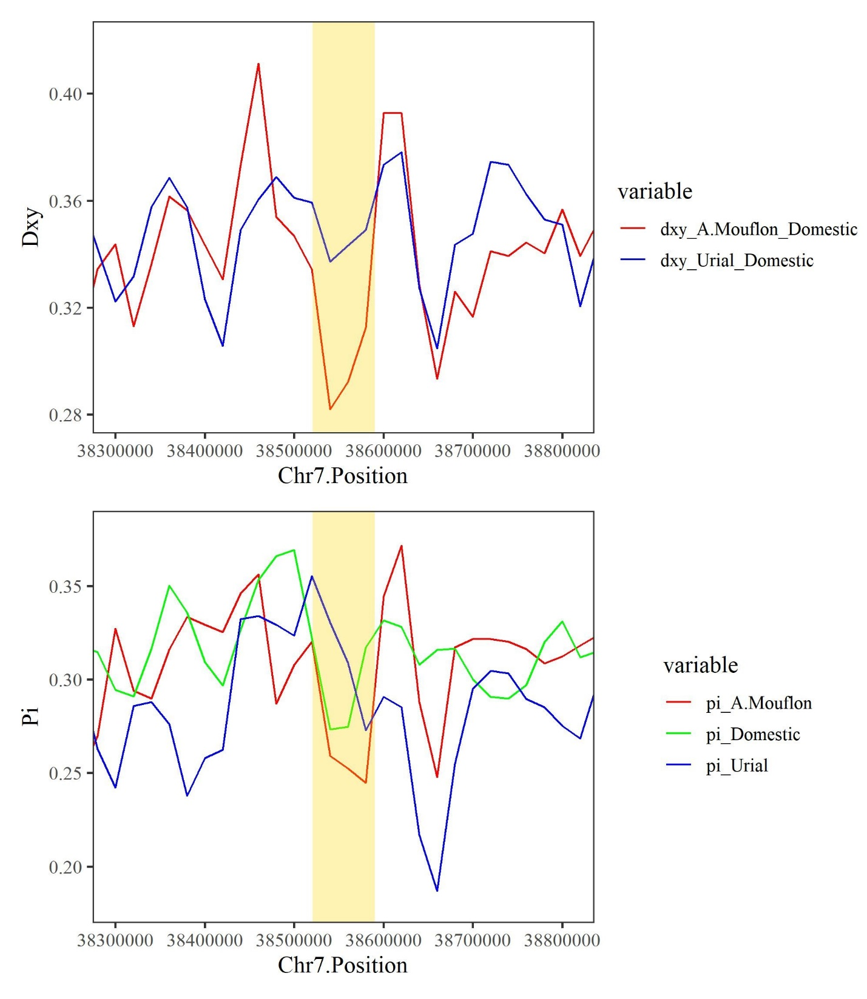 0.40
0.36
0.32
0.28
Dxy
38300000 38400000 38500000 38600000 38700000 38800000
Chr7.Position
variable
dxy_A.Mouflon_Domestic
dxy_Urial_Domestic
0.35
0.30
0.25
0.20
Pi
38300000 38400000 38500000 38600000 38700000 38800000
Chr7.Position
variable
pi_A.Mouflon
pi_Domestic
pi_Urial